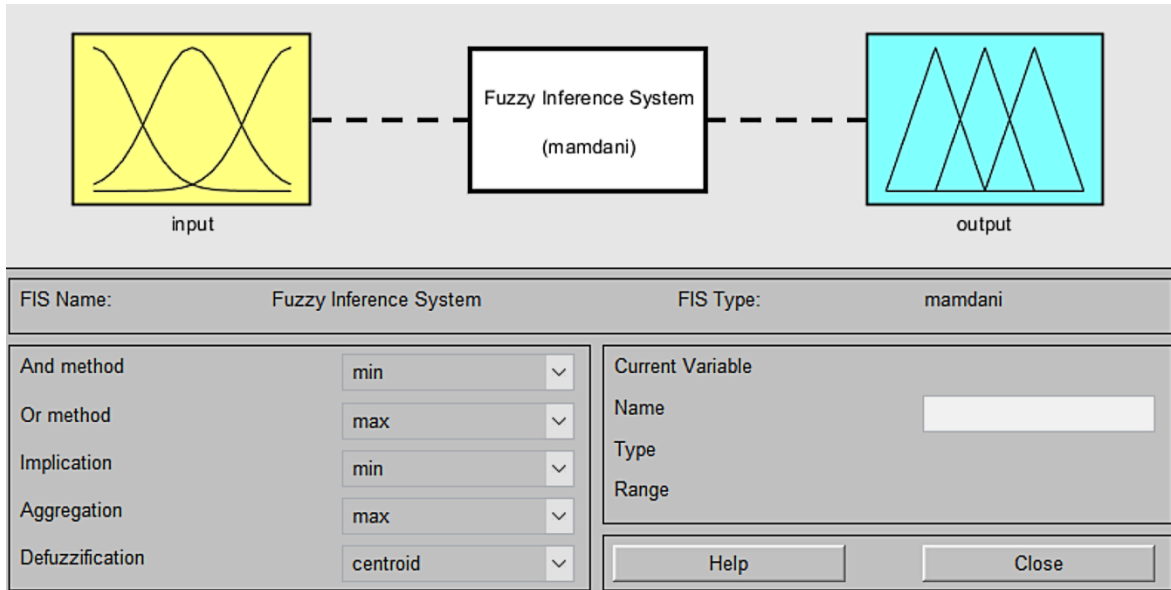 Fuzzy Inference System
(mamdani)
input
output
FIS Name: Fuzzy Inference System FIS Type: mamdani
And method min
Or method max
Implication min
Aggregation max
Defuzzification centroid
Current Variable
Name
Type
Range
Help Close